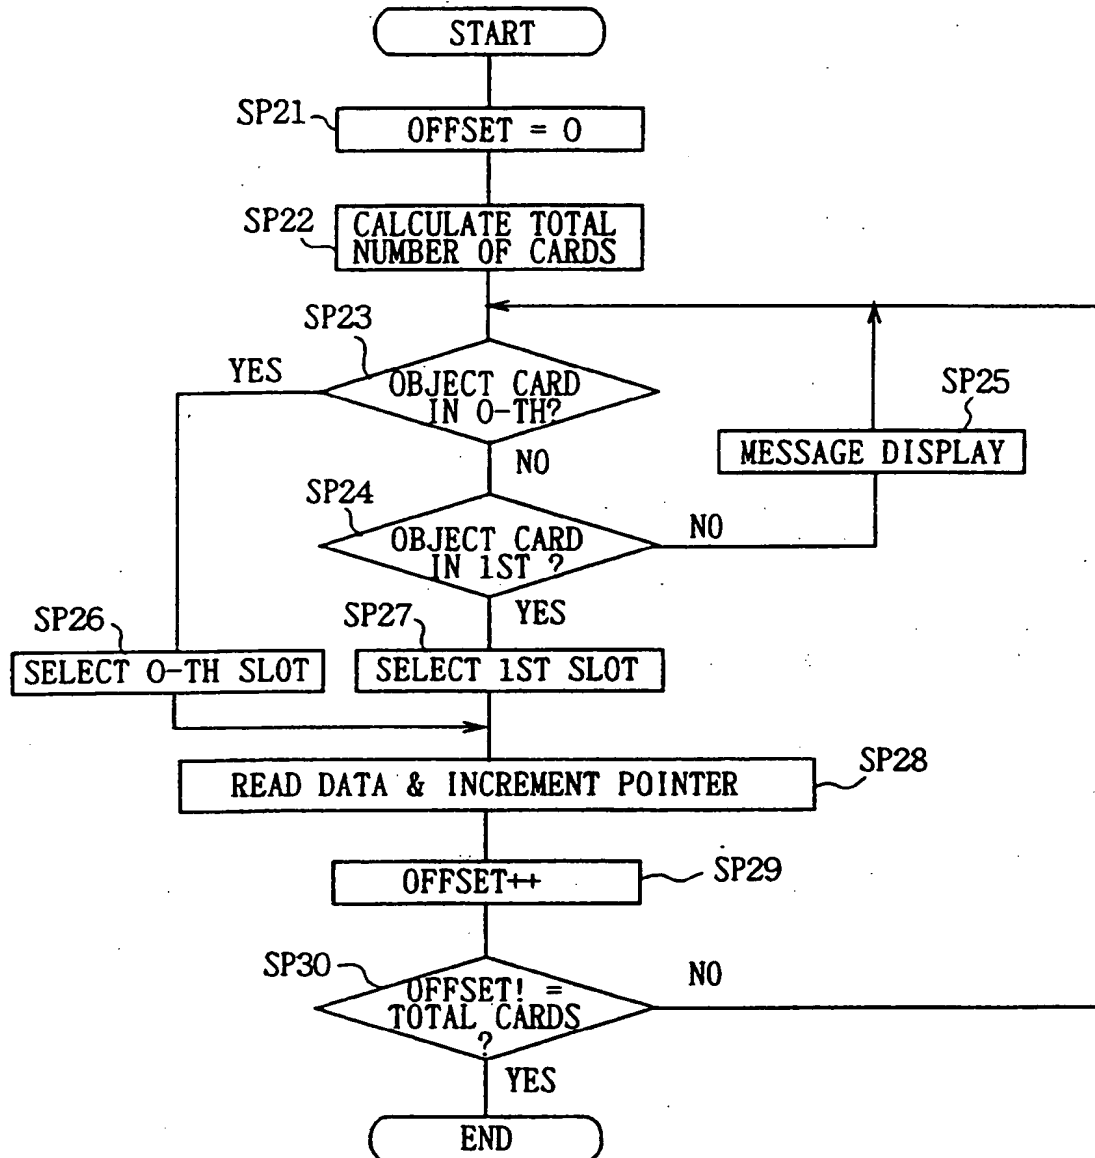 START
SP21
OFFSET = 0
SP22
CALCULATE TOTAL
NUMBER OF CARDS
SP23
YES
OBJECT CARD
IN 0-TH?
NO
SP25
MESSAGE DISPLAY
SP24
OBJECT CARD
IN 1ST ?
NO
YES
SP26
SELECT 0-TH SLOT
SP27
SELECT 1ST SLOT
READ DATA & INCREMENT POINTER
SP28
OFFSET++
SP29
SP30
OFFSET! =
TOTAL CARDS
?
NO
YES
END